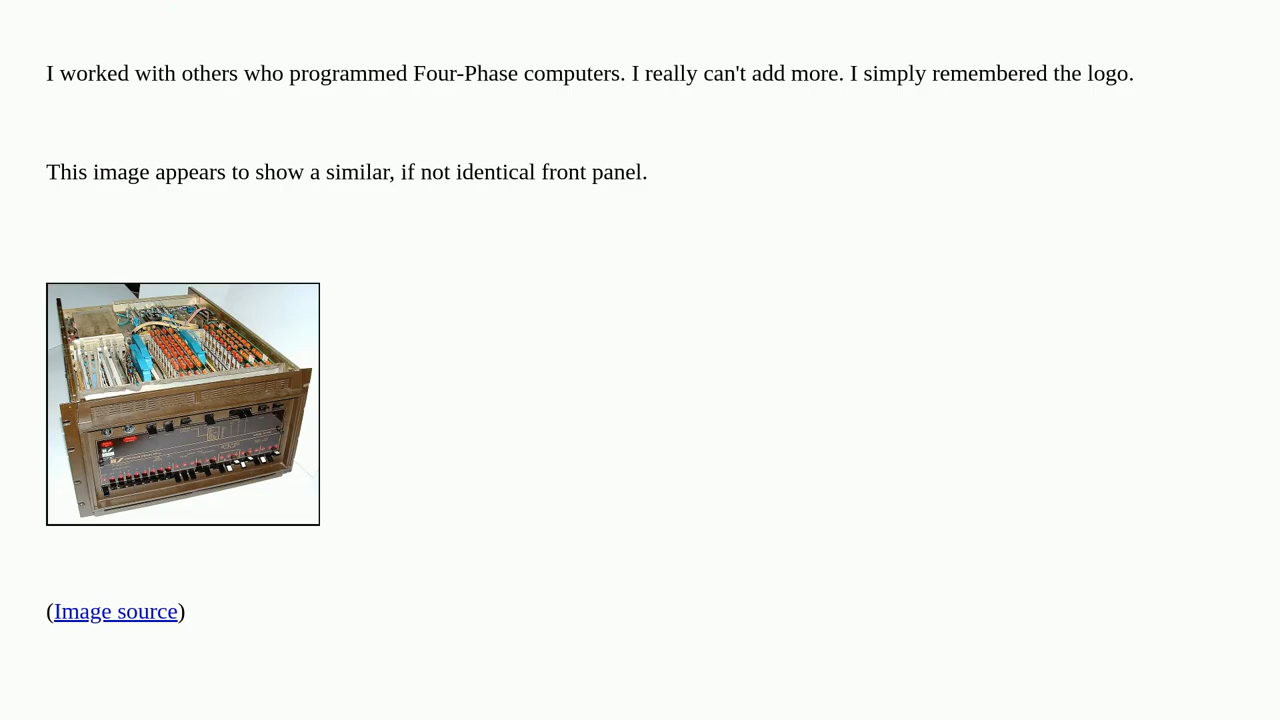 I worked with others who programmed Four-Phase computers. I really can't add more. I simply remembered the logo.
This image appears to show a similar, if not identical front panel.
(Image source)